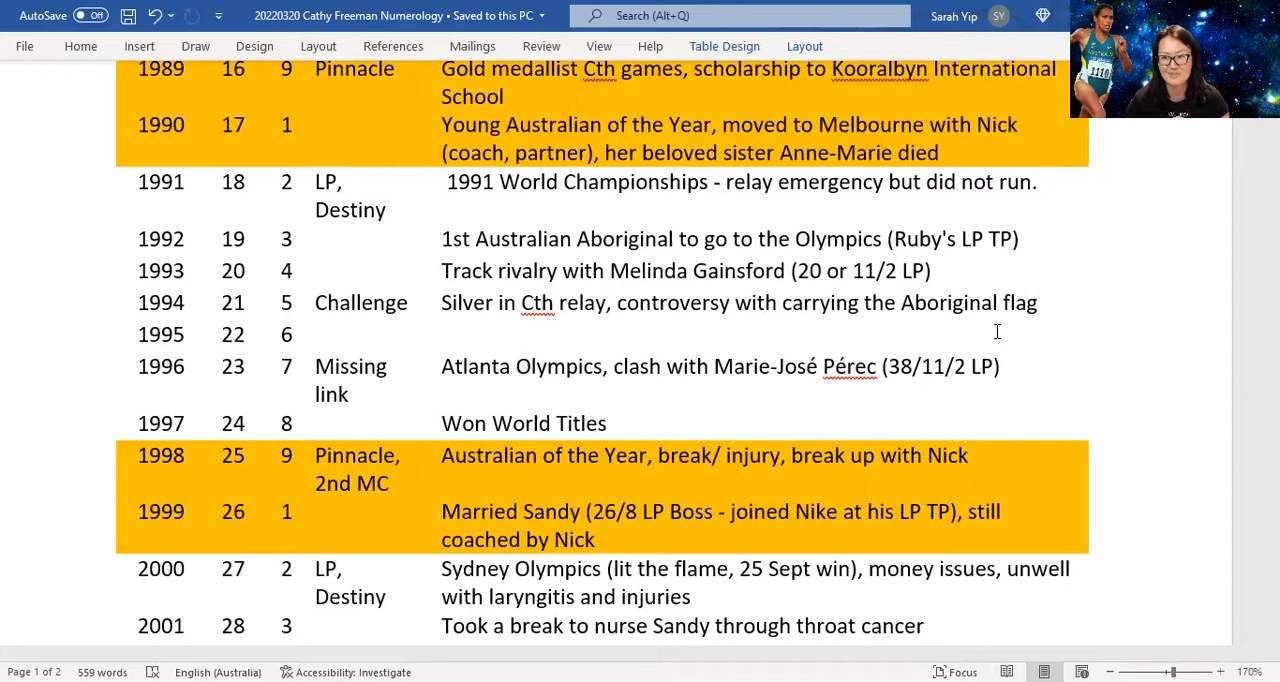 AutoSave Off 20220320 Cathy Freeman Numerology • Saved to this PC Search (Alt+Q) Sarah Yip SY
File Home Insert Draw Design Layout References Mailings Review View Help Table Design Layout
1110
1989 16 9 Pinnacle Gold medallist Cth games, scholarship to Kooralbyn International
School
1990 17 1 Young Australian of the Year, moved to Melbourne with Nick
(coach, partner), her beloved sister Anne-Marie died
1991 18 2 LP, 1991 World Championships - relay emergency but did not run.
Destiny
1992 19 3 1st Australian Aboriginal to go to the Olympics (Ruby's LP TP)
1993 20 4 Track rivalry with Melinda Gainsford (20 or 11/2 LP)
1994 21 5 Challenge Silver in Cth relay, controversy with carrying the Aboriginal flag
1995 22 6
1996 23 7 Missing Atlanta Olympics, clash with Marie-José Pérec (38/11/2 LP)
link
1997 24 8 Won World Titles
1998 25 9 Pinnacle, Australian of the Year, break/ injury, break up with Nick
2nd MC
1999 26 1 Married Sandy (26/8 LP Boss - joined Nike at his LP TP), still
coached by Nick
2000 27 2 LP, Sydney Olympics (lit the flame, 25 Sept win), money issues, unwell
Destiny with laryngitis and injuries
2001 28 3 Took a break to nurse Sandy through throat cancer
Page 1 of 2 559 words English (Australia) Accessibility: Investigate Focus 170%